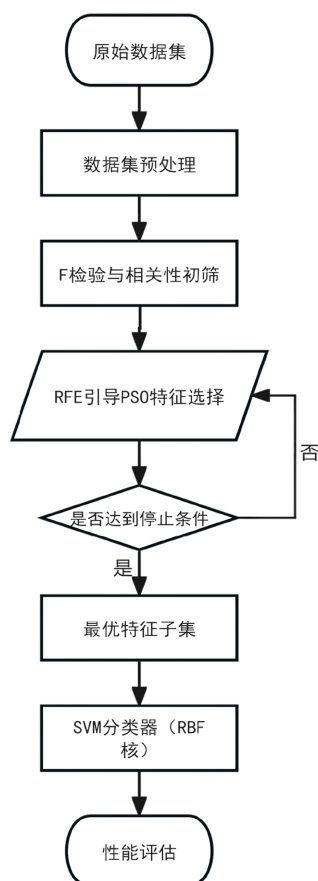 原始数据集
数据集预处理
F检验与相关性初筛
RFE引导PSO特征选择
否
是否达到停止条件
是
最优特征子集
SVM分类器（RBF
核）
性能评估